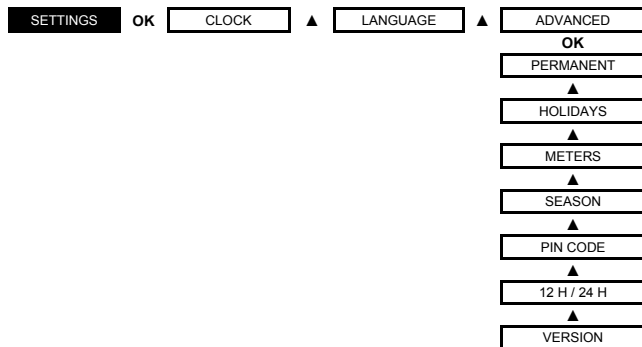 SETTINGS OK CLOCK ▲ LANGUAGE ▲ ADVANCED
OK
PERMANENT
▲
HOLIDAYS
▲
METERS
▲
SEASON
▲
PIN CODE
▲
12 H / 24 H
▲
VERSION